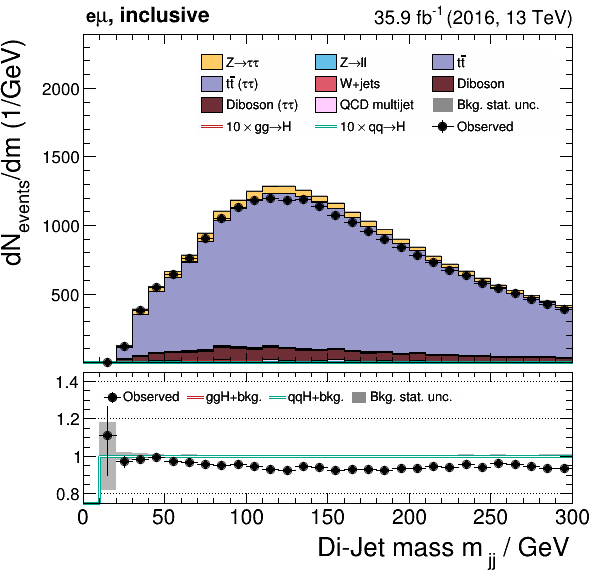 eμ, inclusive 35.9 fb⁻¹ (2016, 13 TeV)
dN_events/dm (1/GeV)
2000
1500
1000
500
Z→ττ Z→ll tt̄
tt̄ (ττ) W+jets Diboson
Diboson (ττ) QCD multijet Bkg. stat. unc.
10 × gg→H 10 × qq→H Observed
1.4
1.2
1
0.8
Observed ggH+bkg. qqH+bkg. Bkg. stat. unc.
0 50 100 150 200 250 300
Di-Jet mass m_jj / GeV